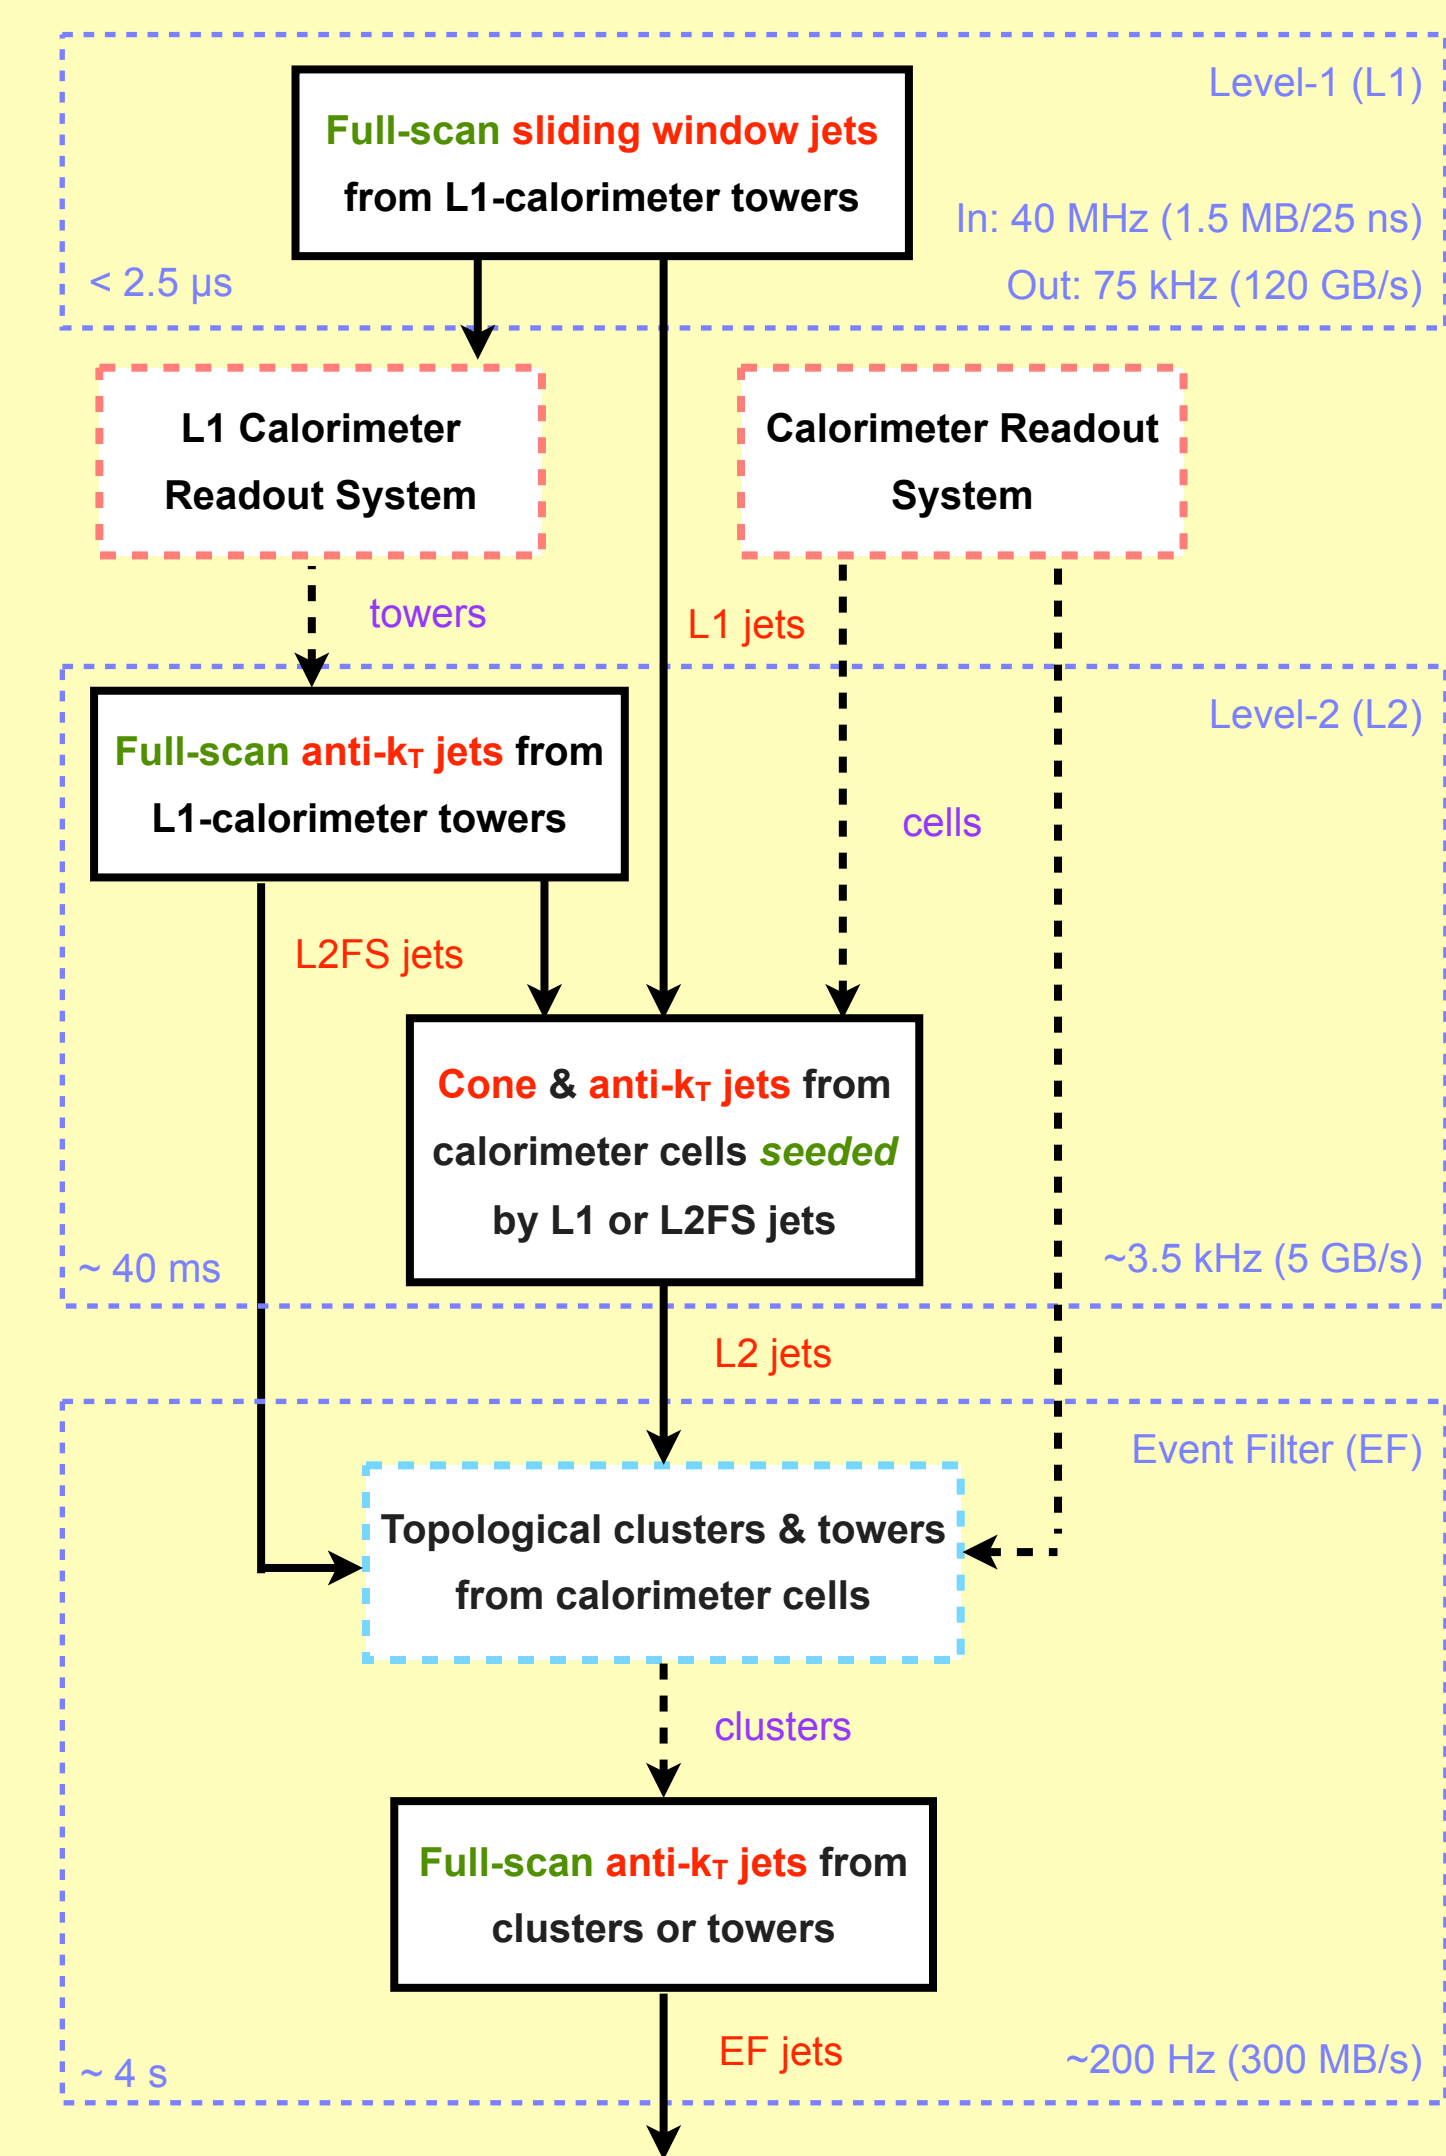 Level-1 (L1)
Full-scan sliding window jets
from L1-calorimeter towers
In: 40 MHz (1.5 MB/25 ns)
< 2.5 µs
Out: 75 kHz (120 GB/s)
L1 Calorimeter
Readout System
Calorimeter Readout
System
towers
L1 jets
Level-2 (L2)
Full-scan anti-kT jets from
L1-calorimeter towers
cells
L2FS jets
Cone & anti-kT jets from
calorimeter cells seeded
by L1 or L2FS jets
~ 40 ms
~3.5 kHz (5 GB/s)
L2 jets
Event Filter (EF)
Topological clusters & towers
from calorimeter cells
clusters
Full-scan anti-kT jets from
clusters or towers
EF jets
~ 4 s
~200 Hz (300 MB/s)